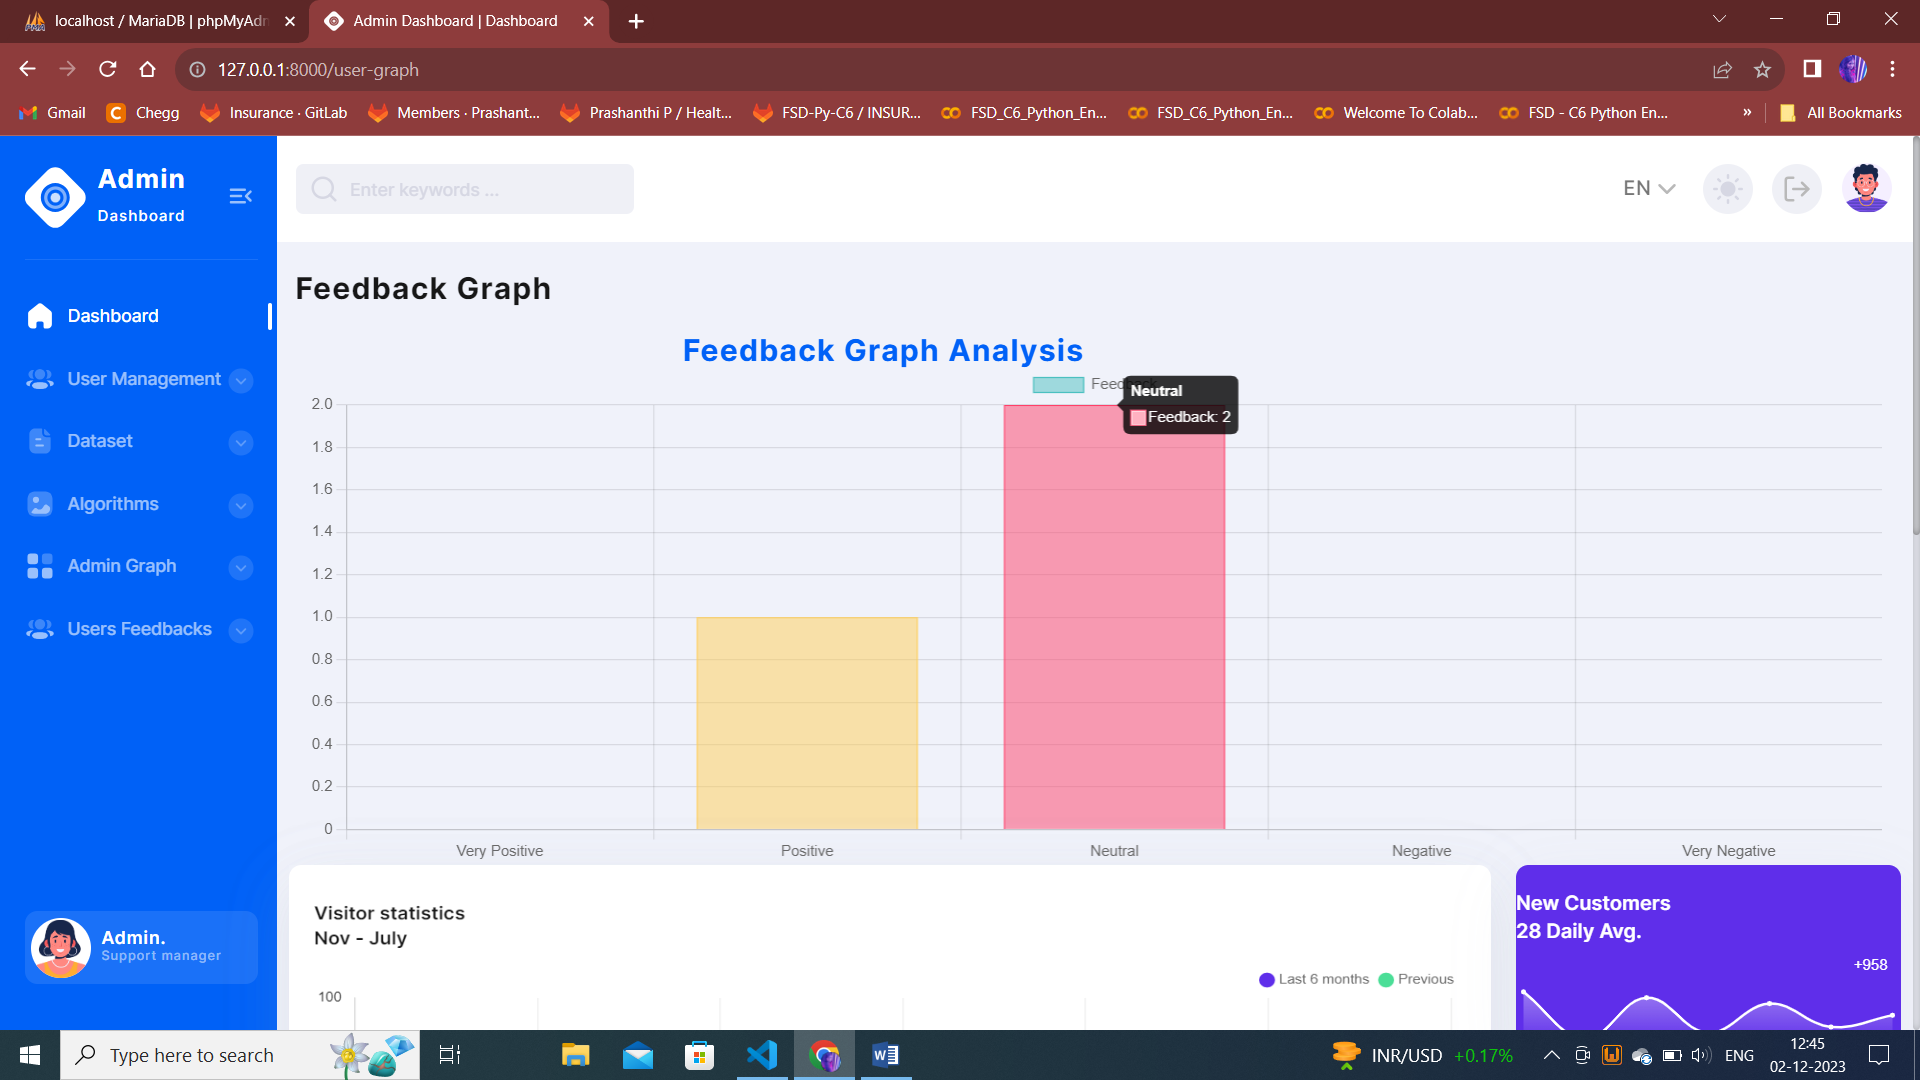 localhost / MariaDB | phpMyAdm
Admin Dashboard | Dashboard
127.0.0.1:8000/user-graph
Gmail
Chegg
Insurance · GitLab
Members · Prashant...
Prashanthi P / Healt...
FSD-Py-C6 / INSUR...
FSD_C6_Python_En...
FSD_C6_Python_En...
Welcome To Colab...
FSD - C6 Python En...
»
All Bookmarks
Admin
Dashboard
Enter keywords ...
EN
Dashboard
User Management
Dataset
Algorithms
Admin Graph
Users Feedbacks
Admin.
Support manager
Feedback Graph
Feedback Graph Analysis
Neutral
Feedback: 2
2.0
1.8
1.6
1.4
1.2
1.0
0.8
0.6
0.4
0.2
0
Very Positive
Positive
Neutral
Negative
Very Negative
Visitor statistics
Nov - July
Last 6 months
Previous
100
New Customers
28 Daily Avg.
+958
Type here to search
INR/USD +0.17%
ENG
12:45
02-12-2023